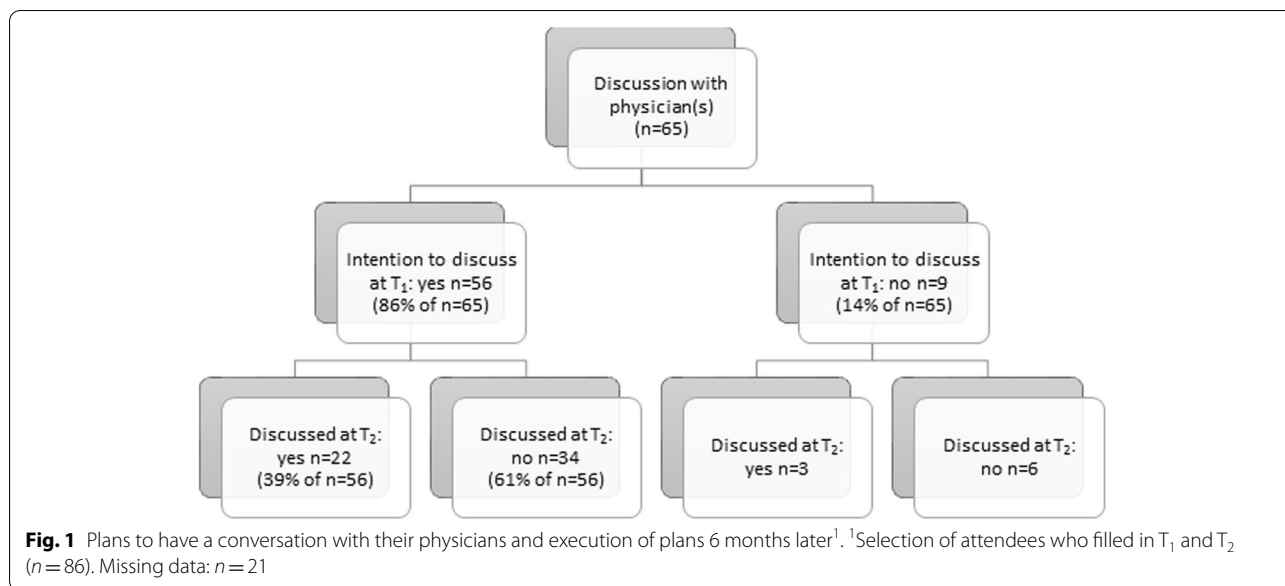 Discussion with
physician(s)
(n=65)
Intention to discuss
at T₁: yes n=56
(86% of n=65)
Intention to discuss
at T₁: no n=9
(14% of n=65)
Discussed at T₂:
yes n=22
(39% of n=56)
Discussed at T₂:
no n=34
(61% of n=56)
Discussed at T₂:
yes n=3
Discussed at T₂:
no n=6
Fig. 1 Plans to have a conversation with their physicians and execution of plans 6 months later¹. ¹Selection of attendees who filled in T₁ and T₂
(n = 86). Missing data: n = 21